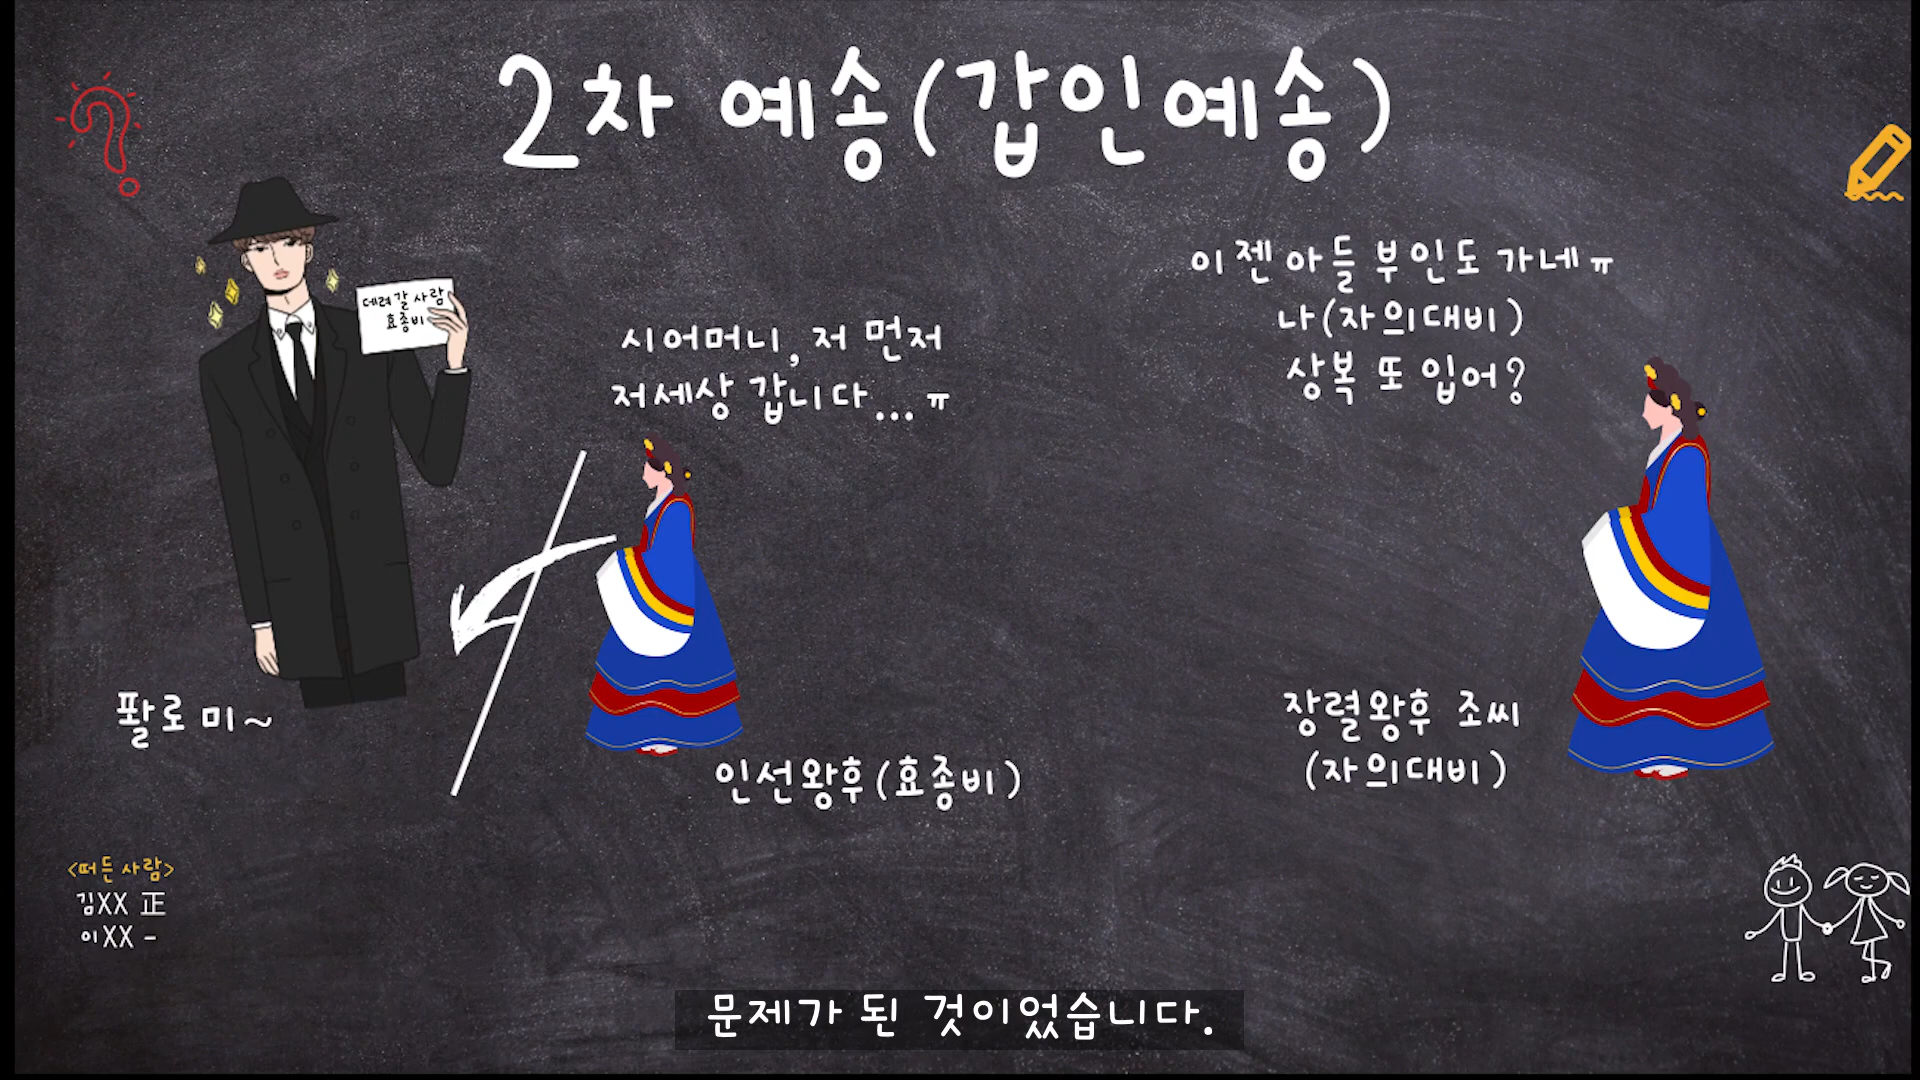 2차 예송(갑인예송)
데려갈 사람
효종비
시어머니, 저 먼저
저세상 갑니다...ㅠ
이젠 아들 부인도 가네ㅠ
나(자의대비)
상복 또 입어?
팔로 미~
인선왕후(효종비)
장렬왕후 조씨
(자의대비)
<떠든 사람>
김XX 正
이XX -
문제가 된 것이었습니다.